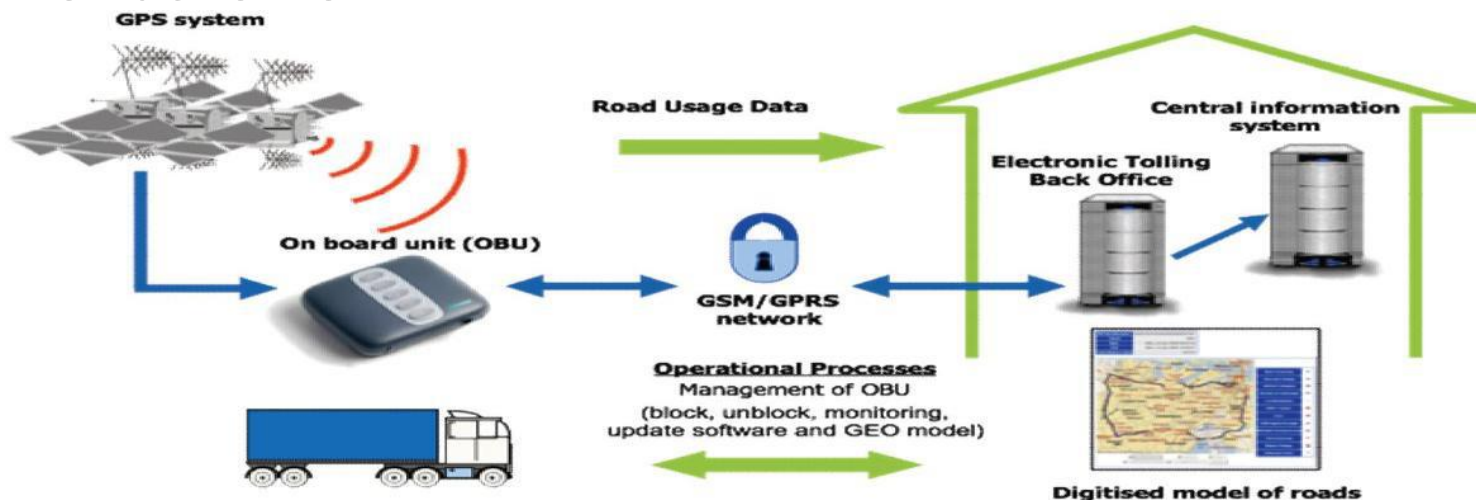 GPS system
Road Usage Data
Central information
system
Electronic Tolling
Back Office
On board unit (OBU)
GSM/GPRS
network
Operational Processes
Management of OBU
(block, unblock, monitoring,
update software and GEO model)
Digitised model of roads